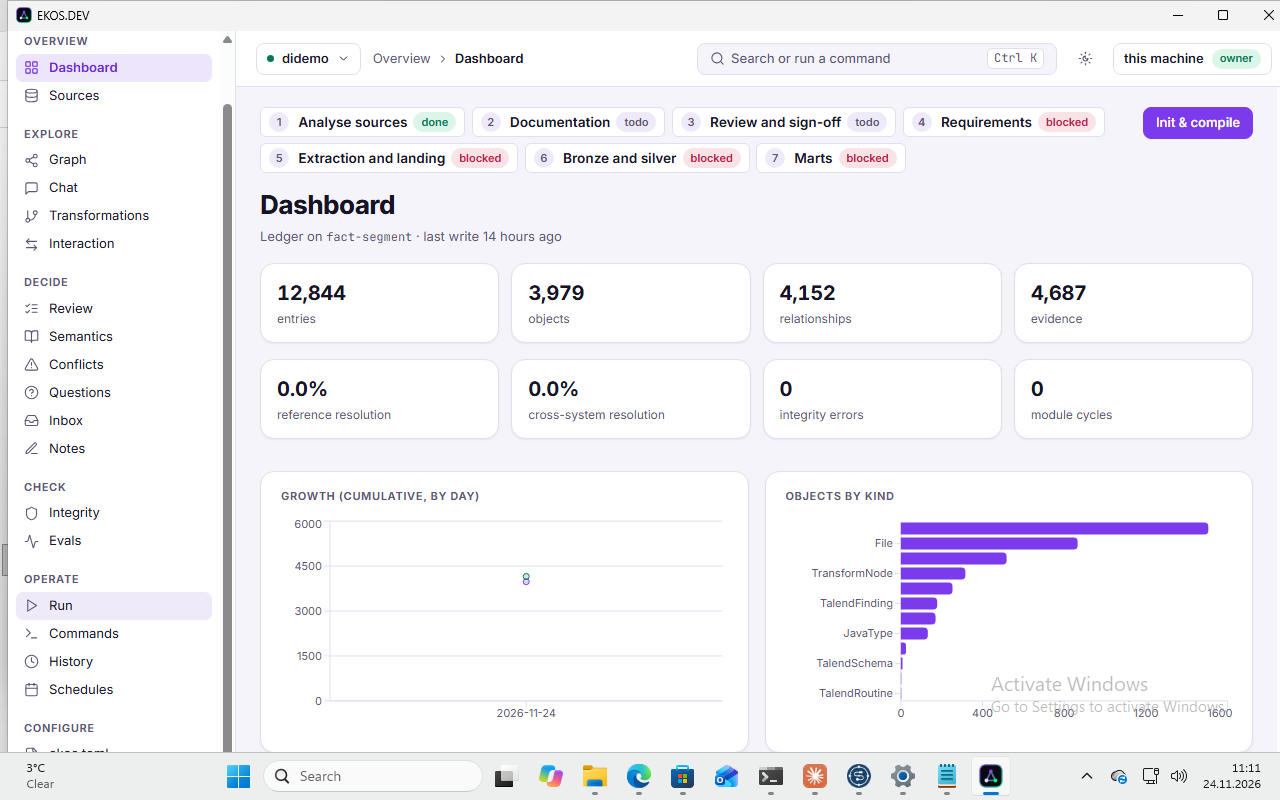 EKOS.DEV
OVERVIEW
Dashboard
Sources
EXPLORE
Graph
Chat
Transformations
Interaction
DECIDE
Review
Semantics
Conflicts
Questions
Inbox
Notes
CHECK
Integrity
Evals
OPERATE
Run
Commands
History
Schedules
CONFIGURE
didemo
Overview > Dashboard
Search or run a command Ctrl K
this machine owner
1 Analyse sources done
2 Documentation todo
3 Review and sign-off todo
4 Requirements blocked
Init & compile
5 Extraction and landing blocked
6 Bronze and silver blocked
7 Marts blocked
Dashboard
Ledger on fact-segment · last write 14 hours ago
12,844
entries
3,979
objects
4,152
relationships
4,687
evidence
0.0%
reference resolution
0.0%
cross-system resolution
0
integrity errors
0
module cycles
GROWTH (CUMULATIVE, BY DAY)
6000
4500
3000
1500
0
2026-11-24
OBJECTS BY KIND
File
TransformNode
TalendFinding
JavaType
TalendSchema
TalendRoutine
0 400 800 1200 1600
Activate Windows
Go to Settings to activate Windows.
3°C
Clear
Search
11:11
24.11.2026